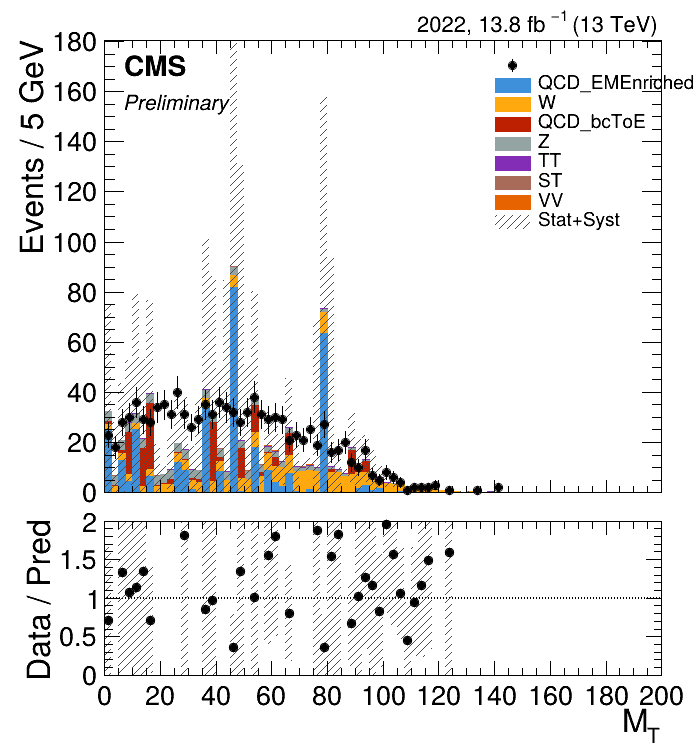 2022, 13.8 fb⁻¹ (13 TeV)
CMS
Preliminary
QCD_EMEnriched
W
QCD_bcToE
Z
TT
ST
VV
Stat+Syst
Events / 5 GeV
180
160
140
120
100
80
60
40
20
0
Data / Pred
2
1.5
1
0.5
0
0 20 40 60 80 100 120 140 160 180 200
M_T